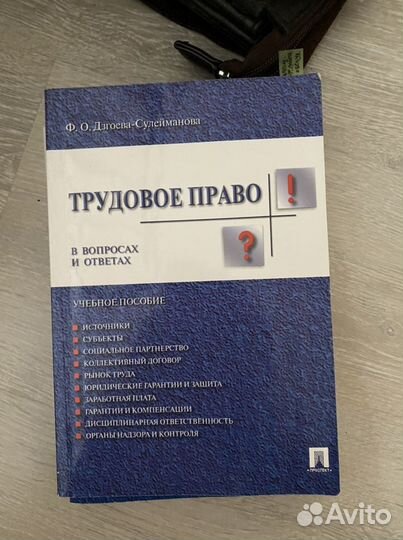 Ф. О. Дзгоева-Сулейманова
ТРУДОВОЕ ПРАВО
!
?
В ВОПРОСАХ
И ОТВЕТАХ
УЧЕБНОЕ ПОСОБИЕ
ИСТОЧНИКИ
СУБЪЕКТЫ
СОЦИАЛЬНОЕ ПАРТНЕРСТВО
КОЛЛЕКТИВНЫЙ ДОГОВОР
РЫНОК ТРУДА
ЮРИДИЧЕСКИЕ ГАРАНТИИ И ЗАЩИТА
ЗАРАБОТНАЯ ПЛАТА
ГАРАНТИИ И КОМПЕНСАЦИИ
ДИСЦИПЛИНАРНАЯ ОТВЕТСТВЕННОСТЬ
ОРГАНЫ НАДЗОРА И КОНТРОЛЯ
ПРОСПЕКТ
Avito